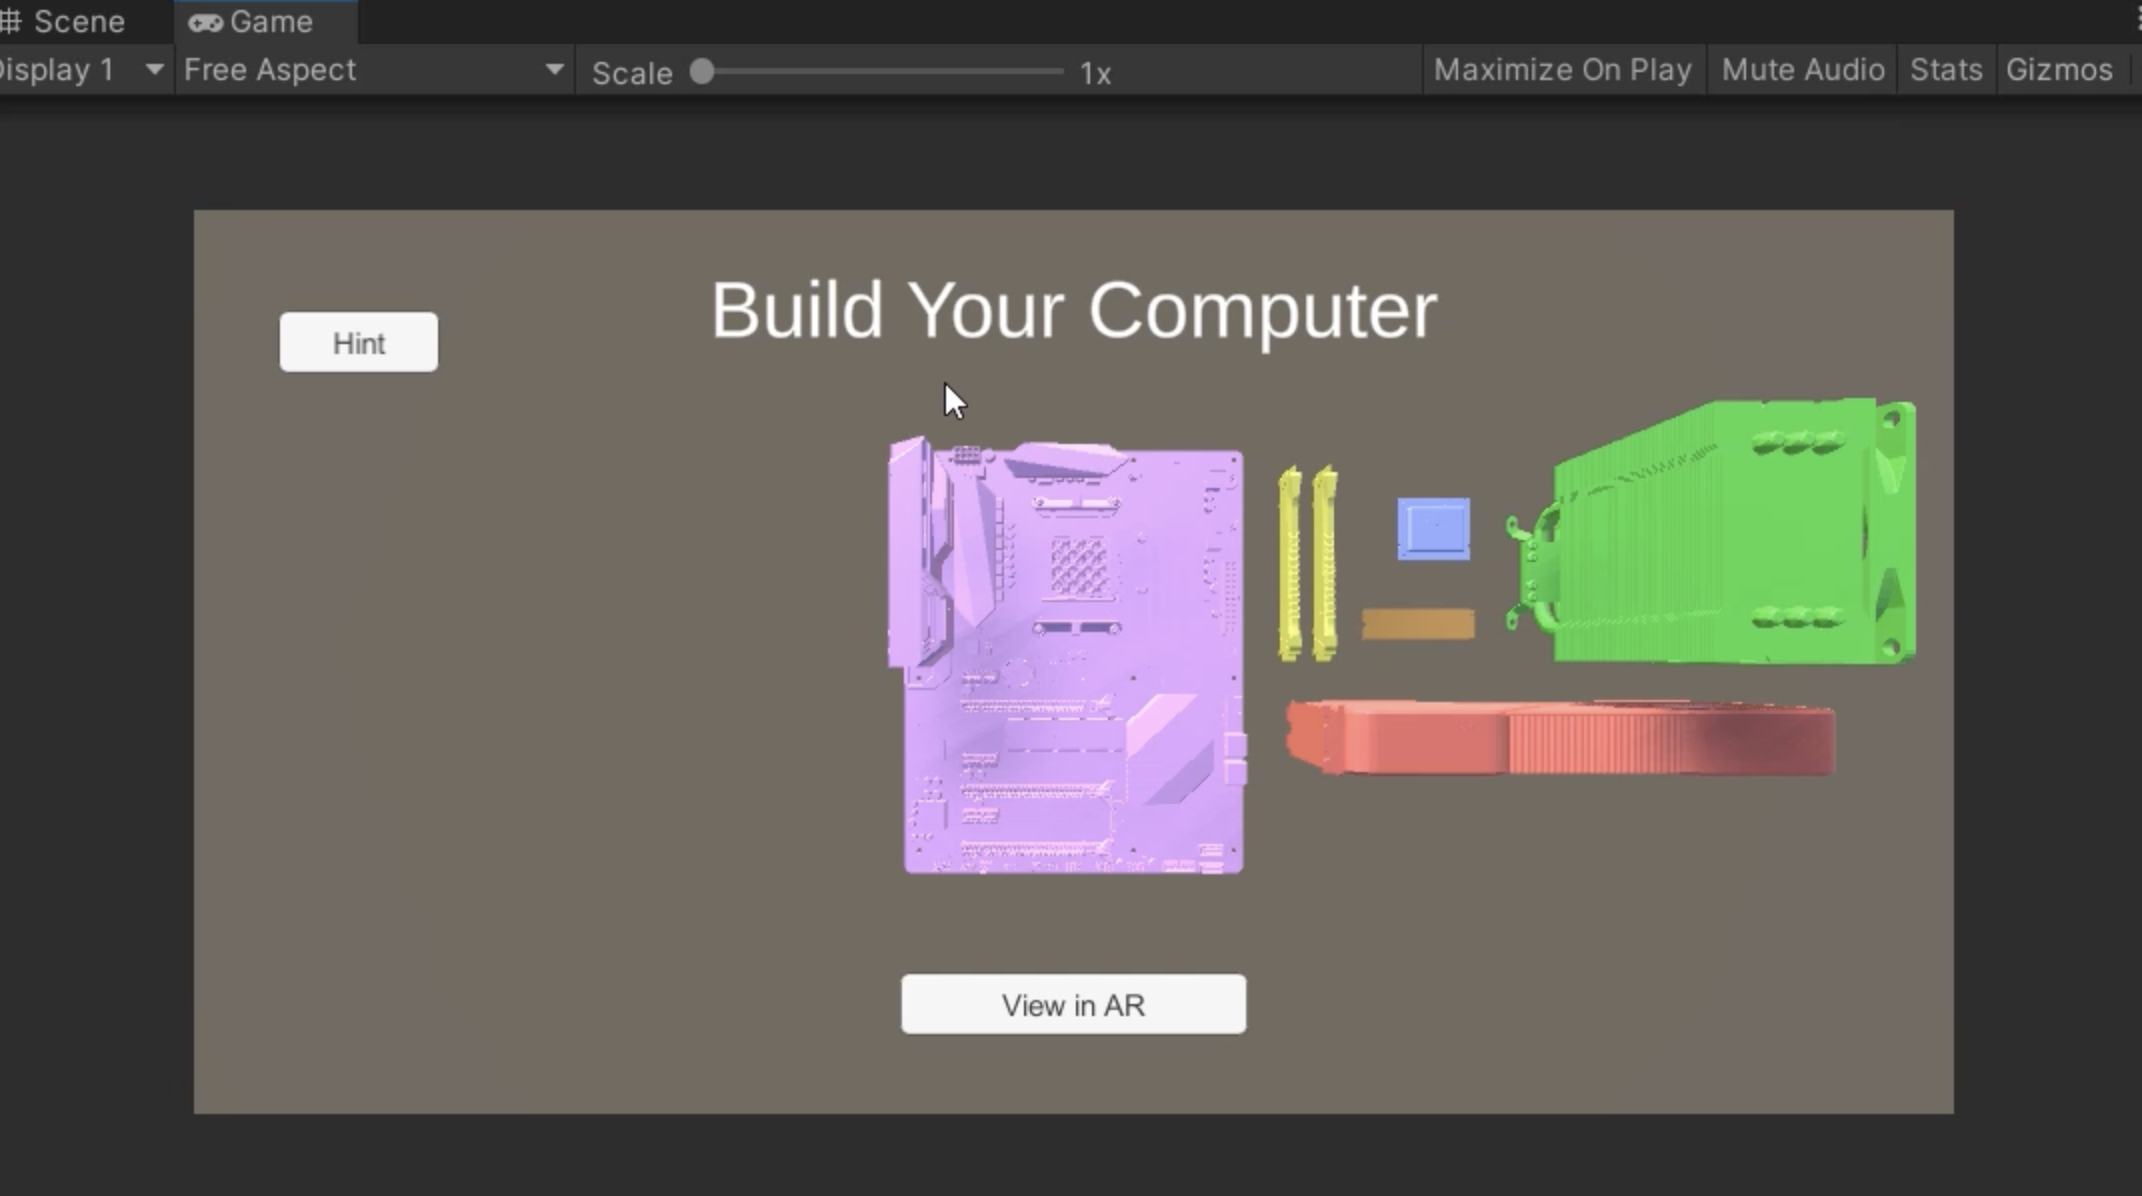 Scene Game
Display 1 Free Aspect Scale 1x Maximize On Play Mute Audio Stats Gizmos
Build Your Computer
Hint
View in AR